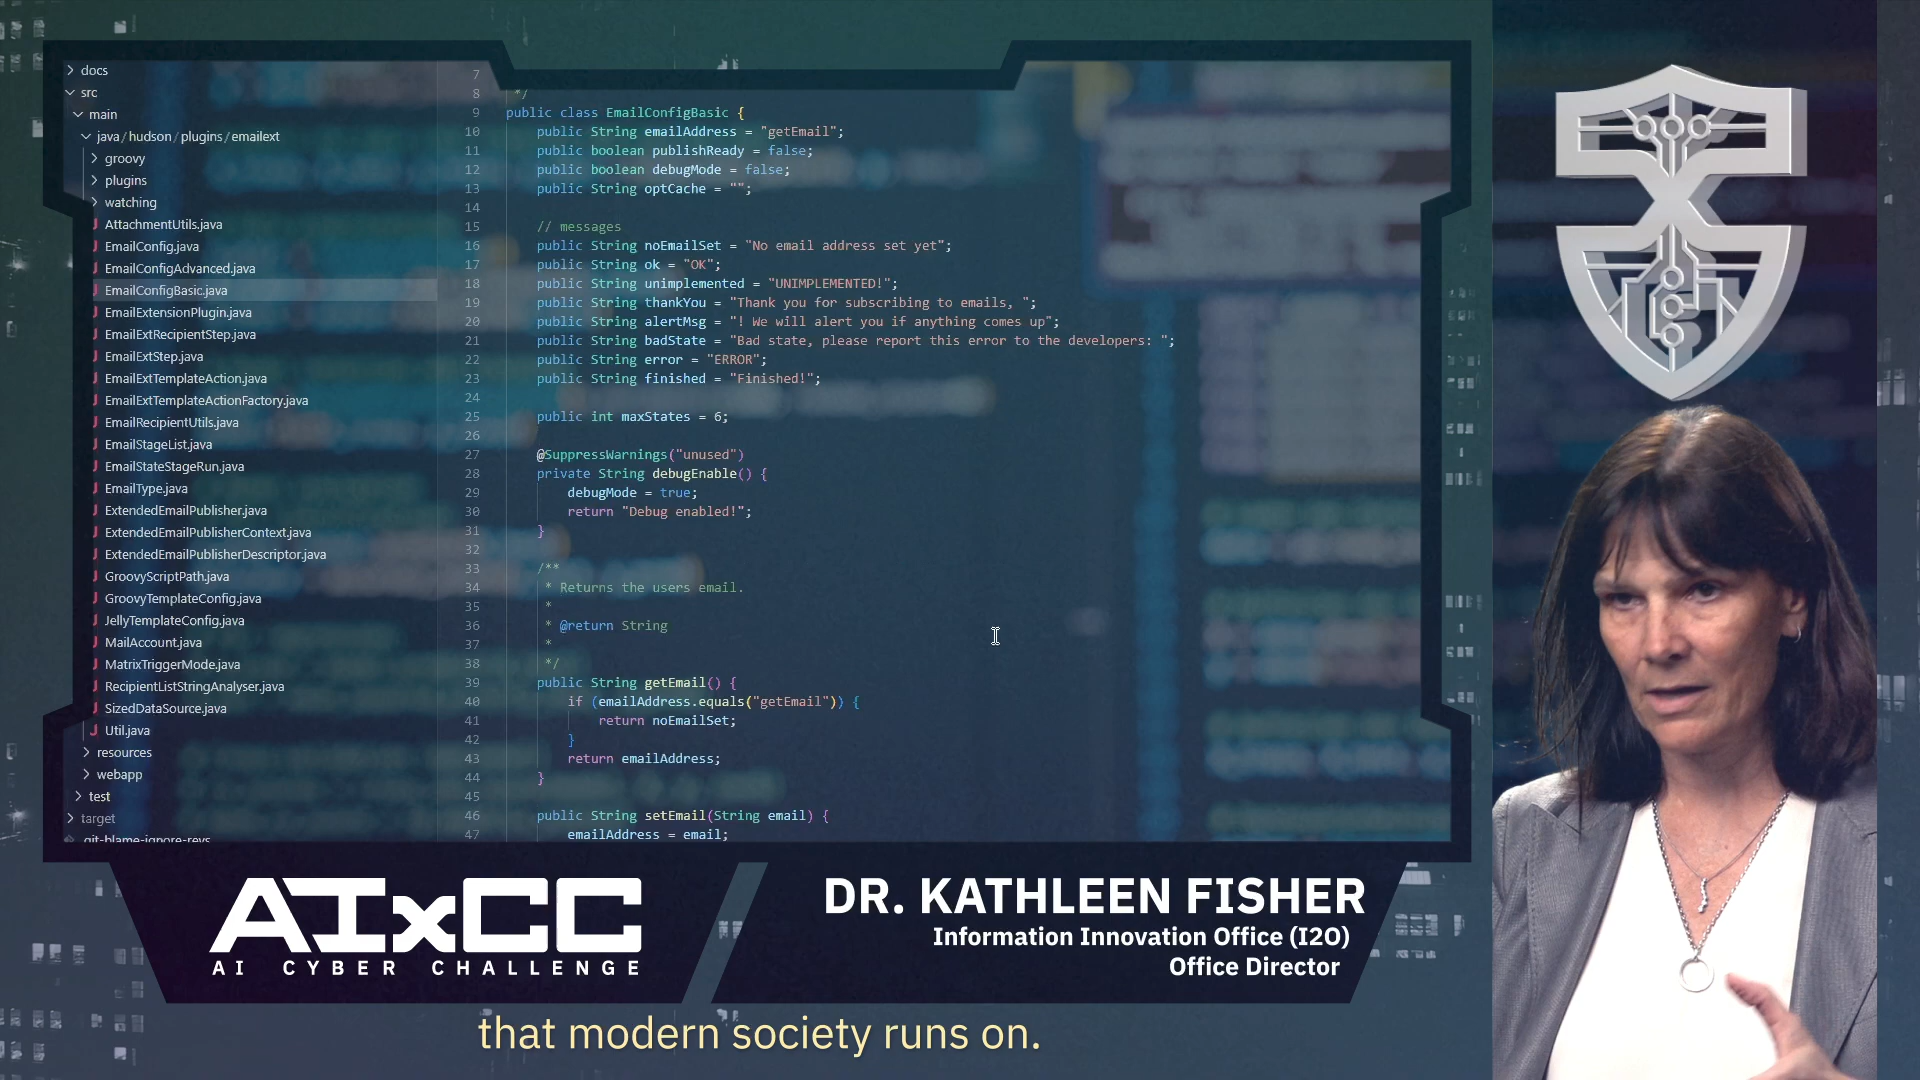 docs
src
main
java/hudson/plugins/emailext
groovy
plugins
watching
AttachmentUtils.java
EmailConfig.java
EmailConfigAdvanced.java
EmailConfigBasic.java
EmailExtensionPlugin.java
EmailExtRecipientStep.java
EmailExtStep.java
EmailExtTemplateAction.java
EmailExtTemplateActionFactory.java
EmailRecipientUtils.java
EmailStageList.java
EmailStateStageRun.java
EmailType.java
ExtendedEmailPublisher.java
ExtendedEmailPublisherContext.java
ExtendedEmailPublisherDescriptor.java
GroovyScriptPath.java
GroovyTemplateConfig.java
JellyTemplateConfig.java
MailAccount.java
MatrixTriggerMode.java
RecipientListStringAnalyser.java
SizedDataSource.java
Util.java
resources
webapp
test
target
git-blame-ignore-revs
7
8 */
9 public class EmailConfigBasic {
10 public String emailAddress = "getEmail";
11 public boolean publishReady = false;
12 public boolean debugMode = false;
13 public String optCache = "";
14
15 // messages
16 public String noEmailSet = "No email address set yet";
17 public String ok = "OK";
18 public String unimplemented = "UNIMPLEMENTED!";
19 public String thankYou = "Thank you for subscribing to emails, ";
20 public String alertMsg = "! We will alert you if anything comes up";
21 public String badState = "Bad state, please report this error to the developers: ";
22 public String error = "ERROR";
23 public String finished = "Finished!";
24
25 public int maxStates = 6;
26
27 @SuppressWarnings("unused")
28 private String debugEnable() {
29 debugMode = true;
30 return "Debug enabled!";
31 }
32
33 /**
34 * Returns the users email.
35 *
36 * @return String
37 *
38 */
39 public String getEmail() {
40 if (emailAddress.equals("getEmail")) {
41 return noEmailSet;
42 }
43 return emailAddress;
44 }
45
46 public String setEmail(String email) {
47 emailAddress = email;
AIxCC
AI CYBER CHALLENGE
DR. KATHLEEN FISHER
Information Innovation Office (I2O)
Office Director
that modern society runs on.